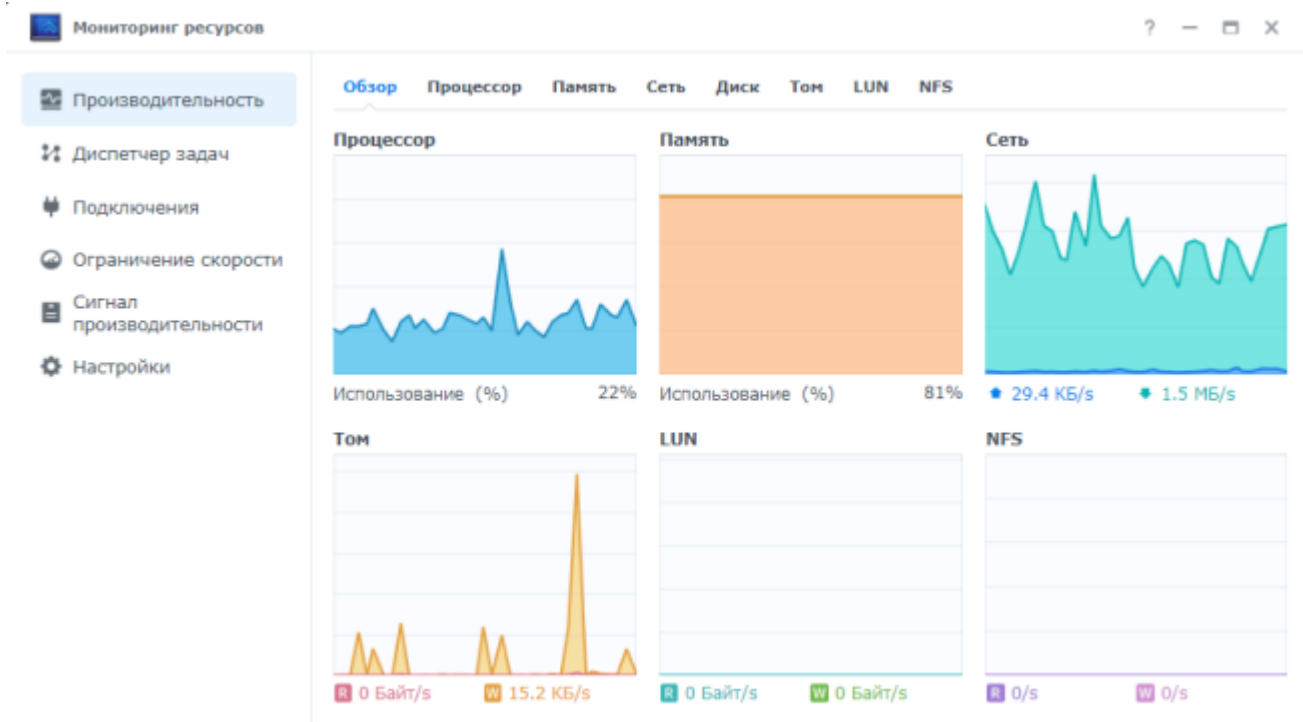 Мониторинг ресурсов
?
Производительность
Диспетчер задач
Подключения
Ограничение скорости
Сигнал
производительности
Настройки
Обзор Процессор Память Сеть Диск Том LUN NFS
Процессор
Использование (%) 22%
Память
Использование (%) 81%
Сеть
29.4 КБ/s 1.5 МБ/s
Том
R 0 Байт/s W 15.2 КБ/s
LUN
R 0 Байт/s W 0 Байт/s
NFS
R 0/s W 0/s